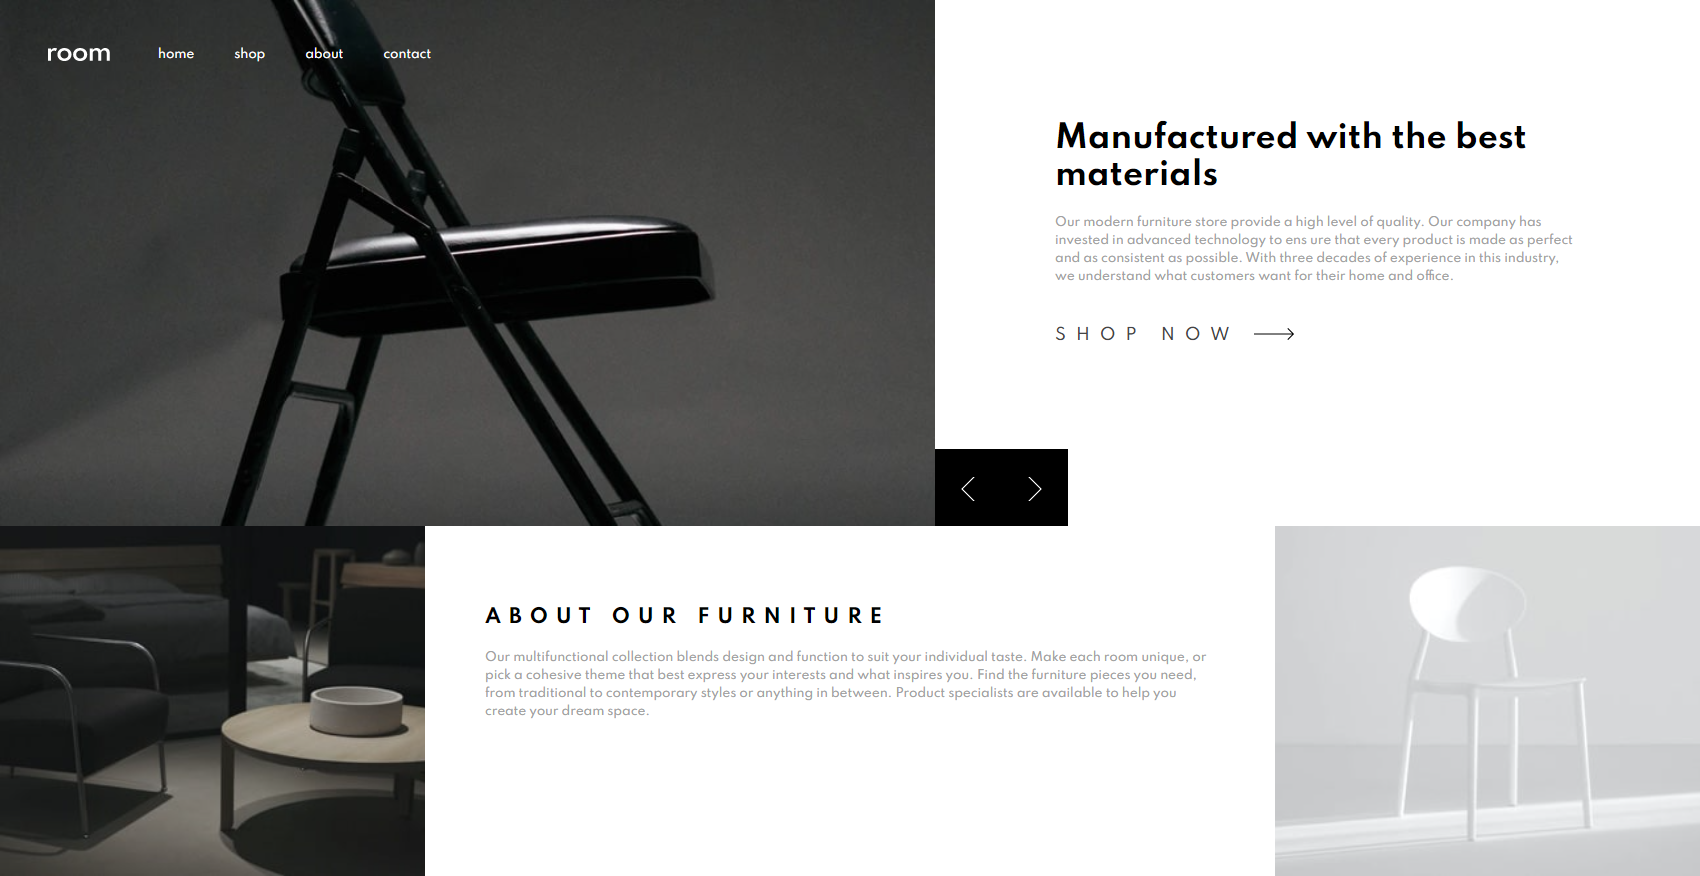 room
home
shop
about
contact
Manufactured with the best
materials
Our modern furniture store provide a high level of quality. Our company has
invested in advanced technology to ens ure that every product is made as perfect
and as consistent as possible. With three decades of experience in this industry,
we understand what customers want for their home and office.
SHOP NOW
ABOUT OUR FURNITURE
Our multifunctional collection blends design and function to suit your individual taste. Make each room unique, or
pick a cohesive theme that best express your interests and what inspires you. Find the furniture pieces you need,
from traditional to contemporary styles or anything in between. Product specialists are available to help you
create your dream space.